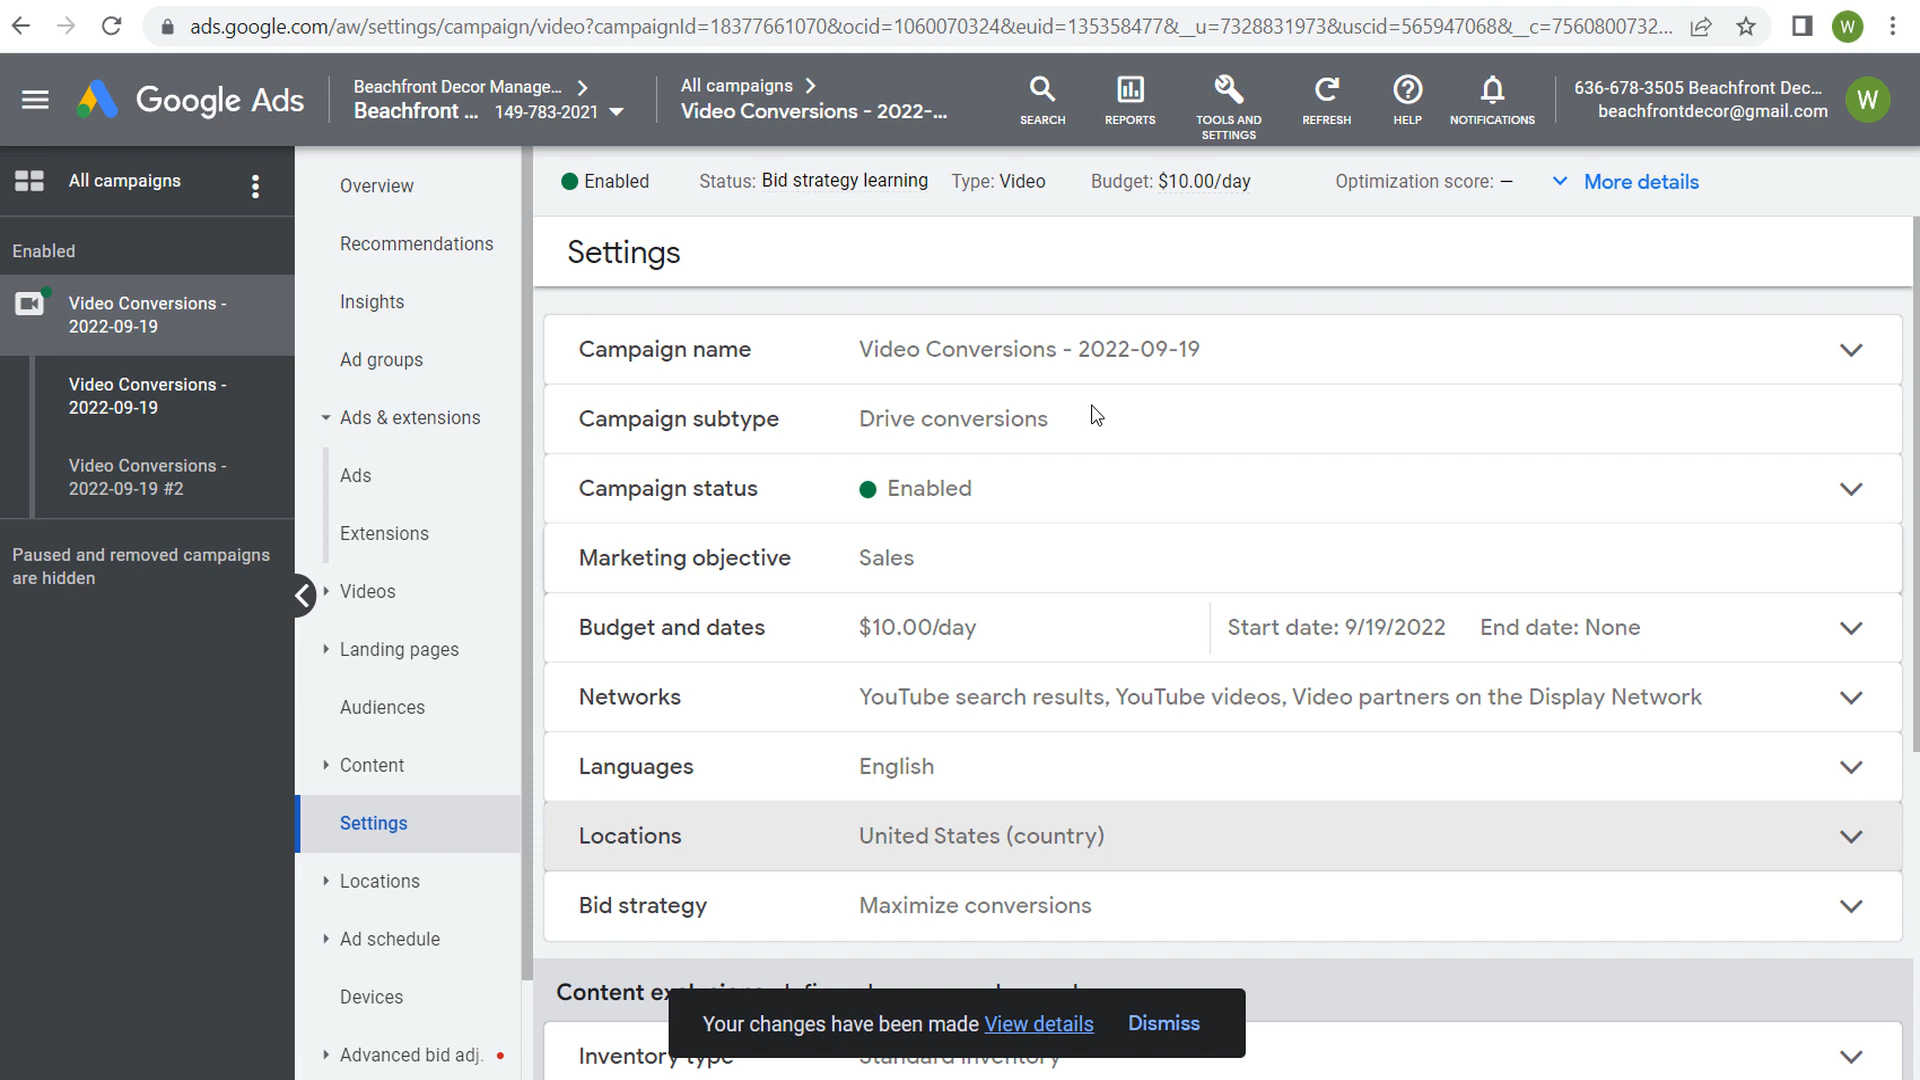 ads.google.com/aw/settings/campaign/video?campaignId=18377661070&ocid=1060070324&euid=135358477&__u=7328831973&uscid=565947068&__c=7560800732...
W
Google Ads
Beachfront Decor Manage...
Beachfront ... 149-783-2021
All campaigns
Video Conversions - 2022-...
SEARCH
REPORTS
TOOLS AND
SETTINGS
REFRESH
HELP
NOTIFICATIONS
636-678-3505 Beachfront Dec...
beachfrontdecor@gmail.com
W
All campaigns
Enabled
Video Conversions -
2022-09-19
Video Conversions -
2022-09-19
Video Conversions -
2022-09-19 #2
Paused and removed campaigns
are hidden
Overview
Recommendations
Insights
Ad groups
Ads & extensions
Ads
Extensions
Videos
Landing pages
Audiences
Content
Settings
Locations
Ad schedule
Devices
Advanced bid adj.
Enabled Status: Bid strategy learning Type: Video Budget: $10.00/day Optimization score: – More details
Settings
Campaign name Video Conversions - 2022-09-19
Campaign subtype Drive conversions
Campaign status Enabled
Marketing objective Sales
Budget and dates $10.00/day Start date: 9/19/2022 End date: None
Networks YouTube search results, YouTube videos, Video partners on the Display Network
Languages English
Locations United States (country)
Bid strategy Maximize conversions
Content
Your changes have been made View details Dismiss
Inventory type Standard inventory